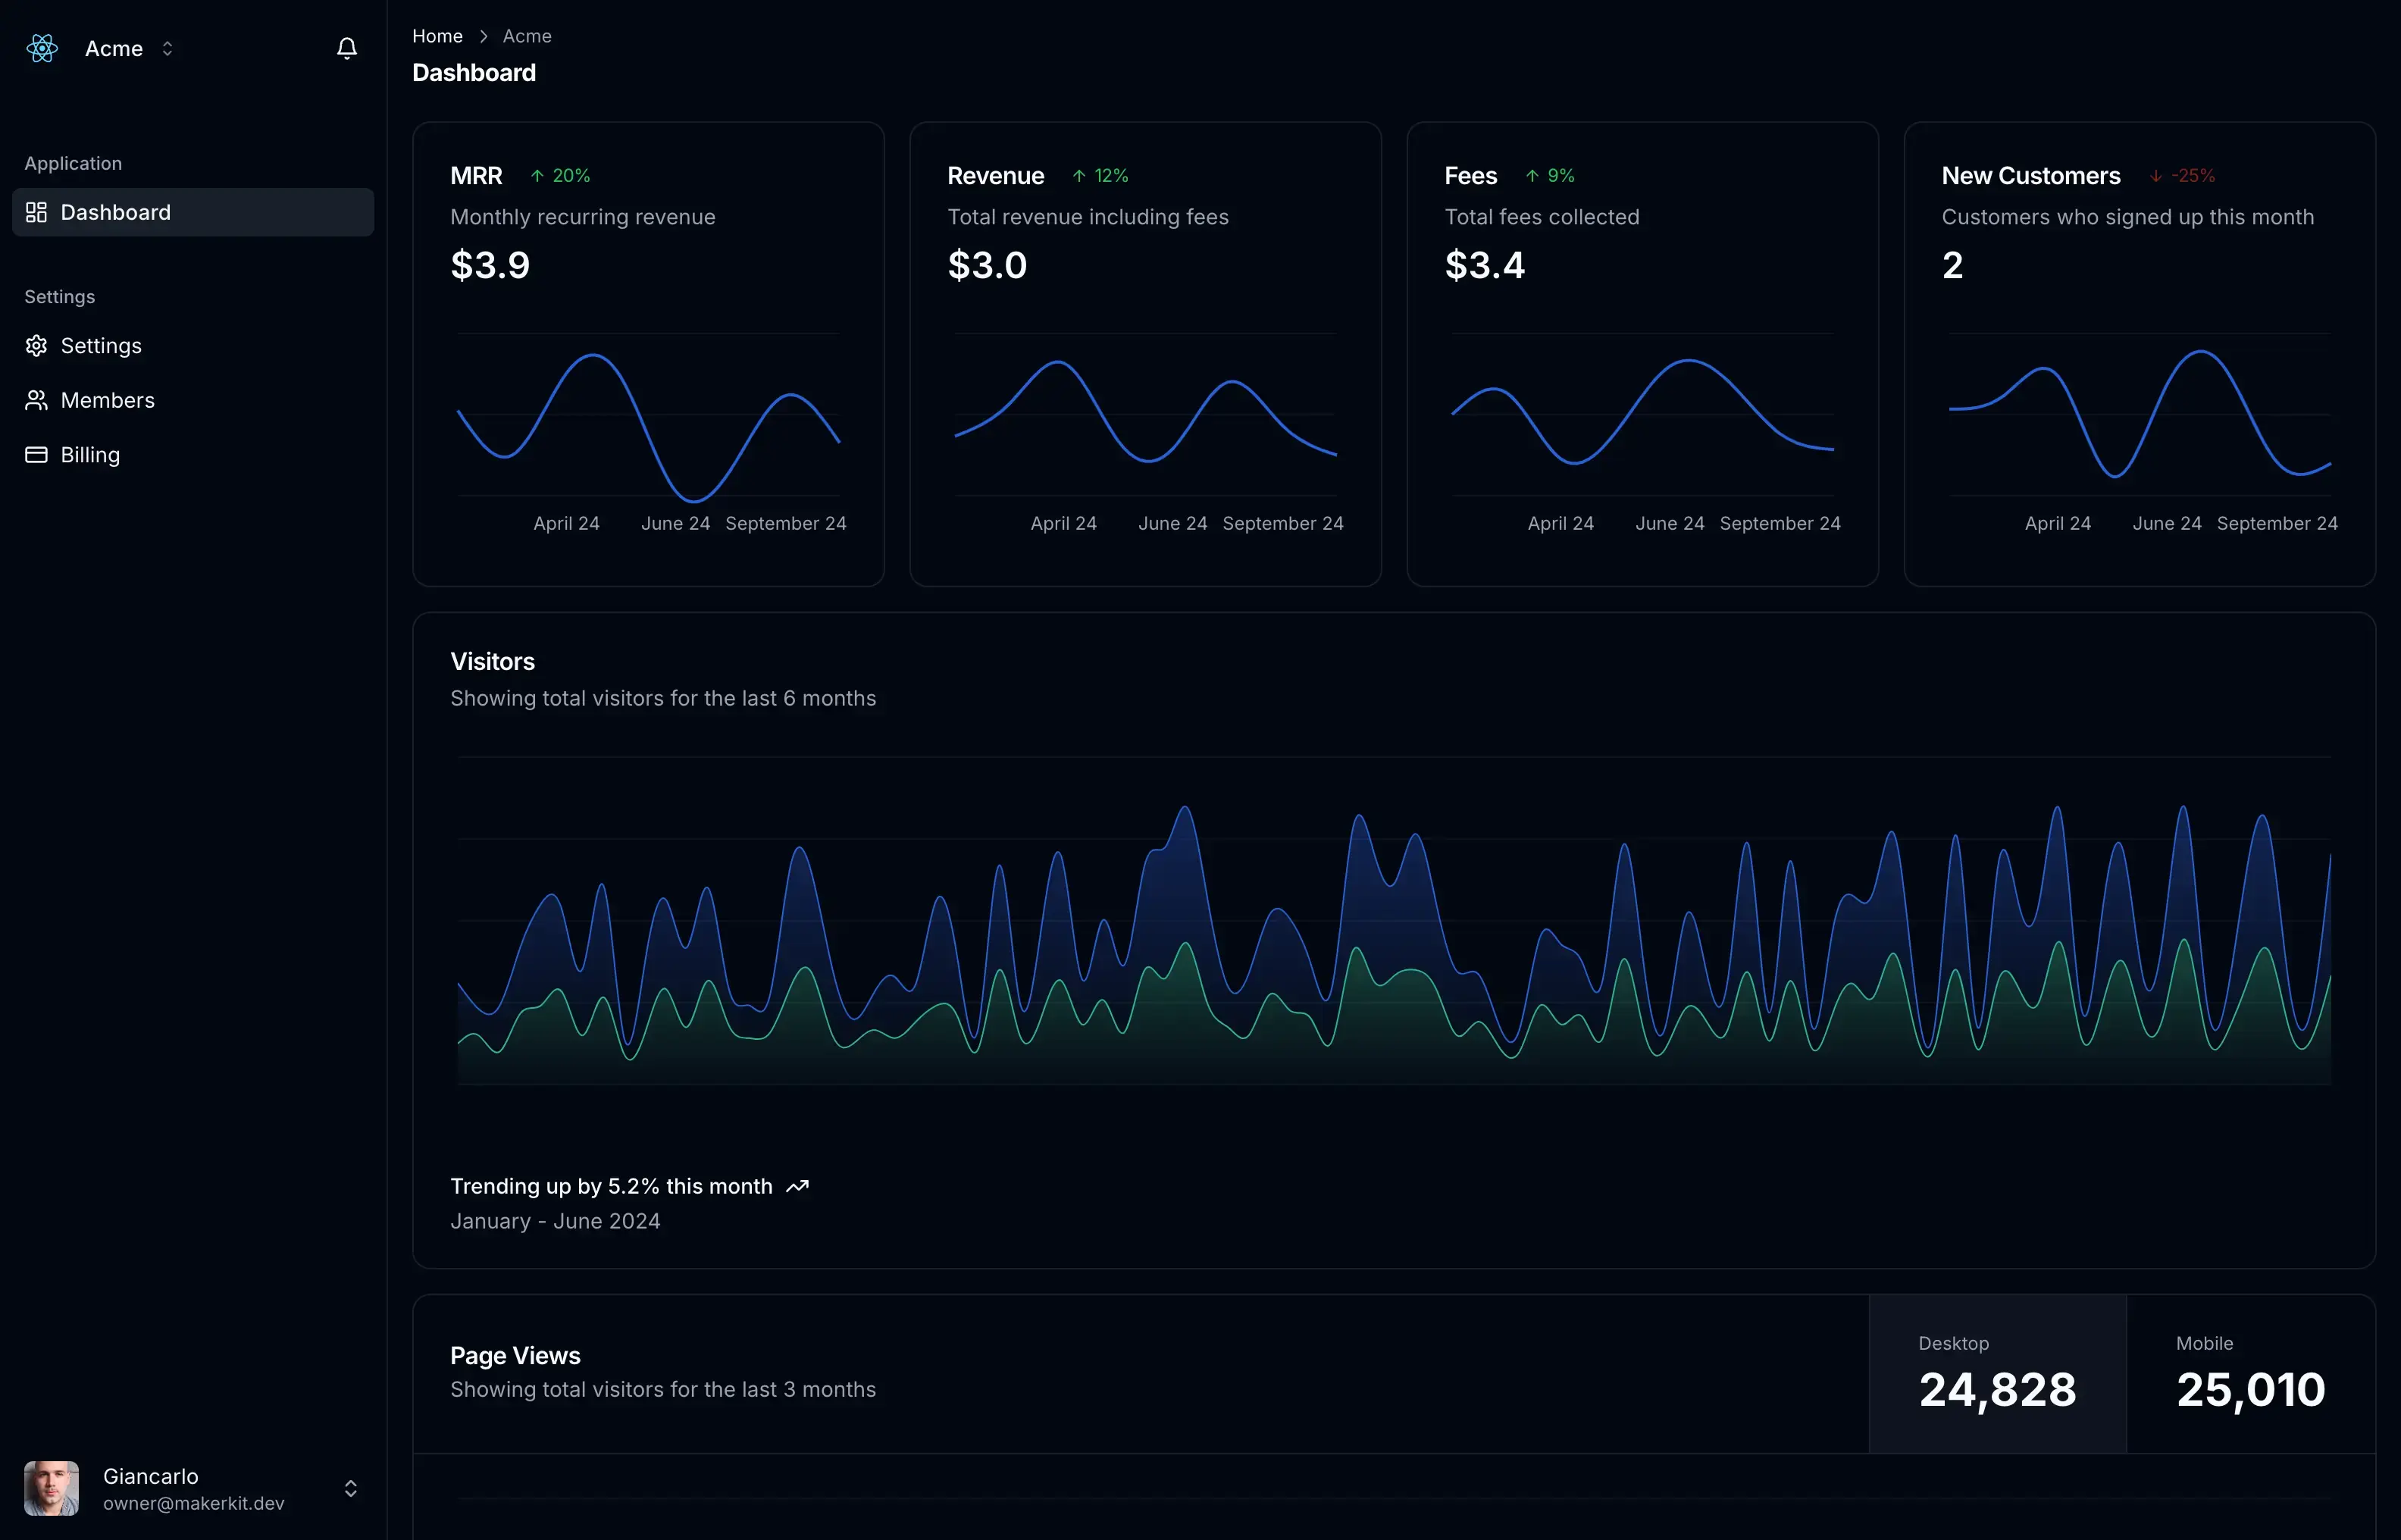 Acme
Application
Dashboard
Settings
Settings
Members
Billing
Giancarlo
owner@makerkit.dev
Home > Acme
Dashboard
MRR ↑ 20%
Monthly recurring revenue
$3.9
April 24 June 24 September 24
Revenue ↑ 12%
Total revenue including fees
$3.0
April 24 June 24 September 24
Fees ↑ 9%
Total fees collected
$3.4
April 24 June 24 September 24
New Customers ↓ -25%
Customers who signed up this month
2
April 24 June 24 September 24
Visitors
Showing total visitors for the last 6 months
Trending up by 5.2% this month
January - June 2024
Page Views
Showing total visitors for the last 3 months
Desktop
24,828
Mobile
25,010